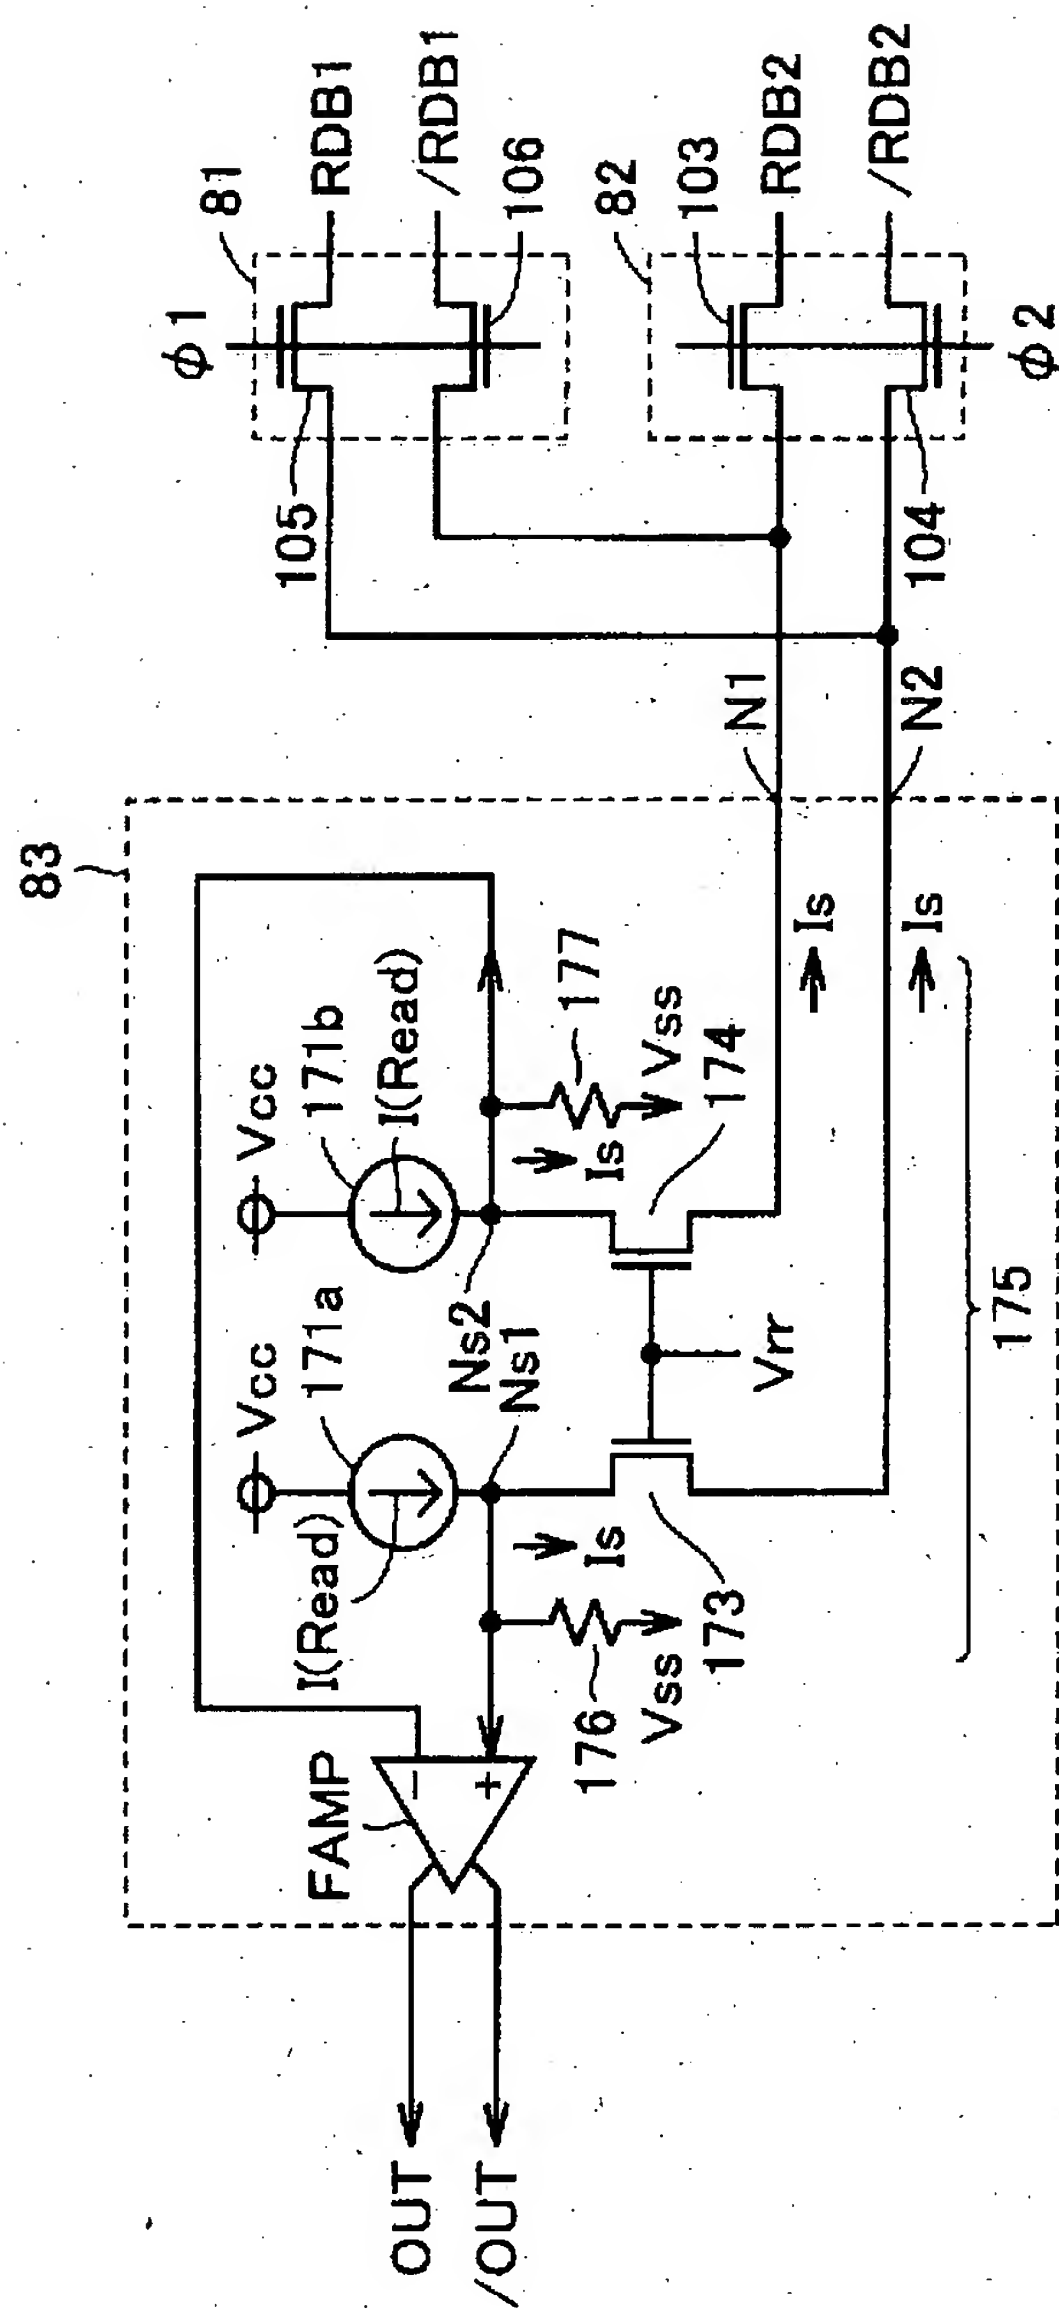 83
81
φ1
105
RDB1
/RDB1
106
82
103
RDB2
/RDB2
φ2
104
N1
N2
Is
Is
Vcc
171b
I(Read)
177
Vss
Is
174
Ns2
Ns1
Vcc
171a
I(Read)
Vrr
Is
173
176
Vss
175
FAMP
−
+
OUT
/OUT